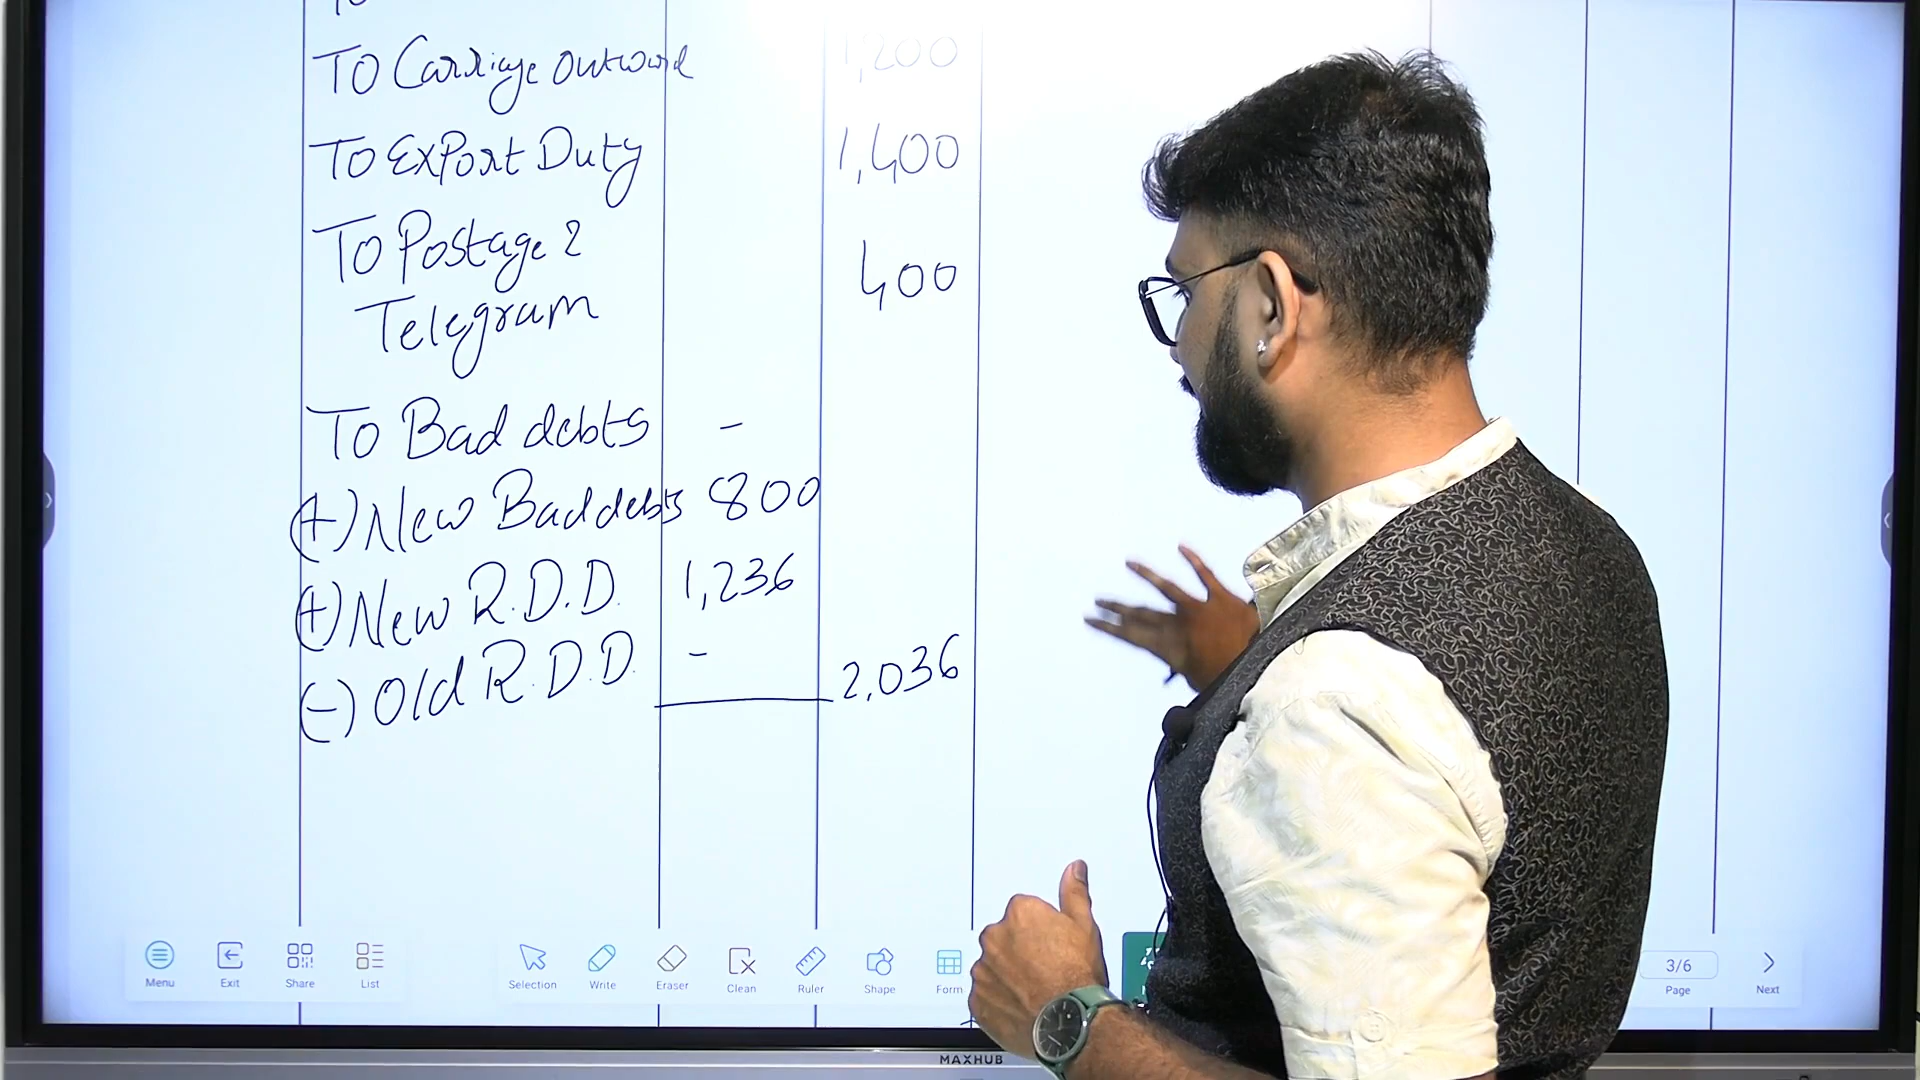 To
To Carriage Outward 1,200
To Export Duty 1,400
To Postage & 400
Telegram
To Bad debts -
(+) New Bad debts 800
(+) New R.D.D. 1,236
(-) Old R.D.D. - 2,036
Menu Exit Share List Selection Write Eraser Clean Ruler Shape Form 3/6 Page Next
MAXHUB